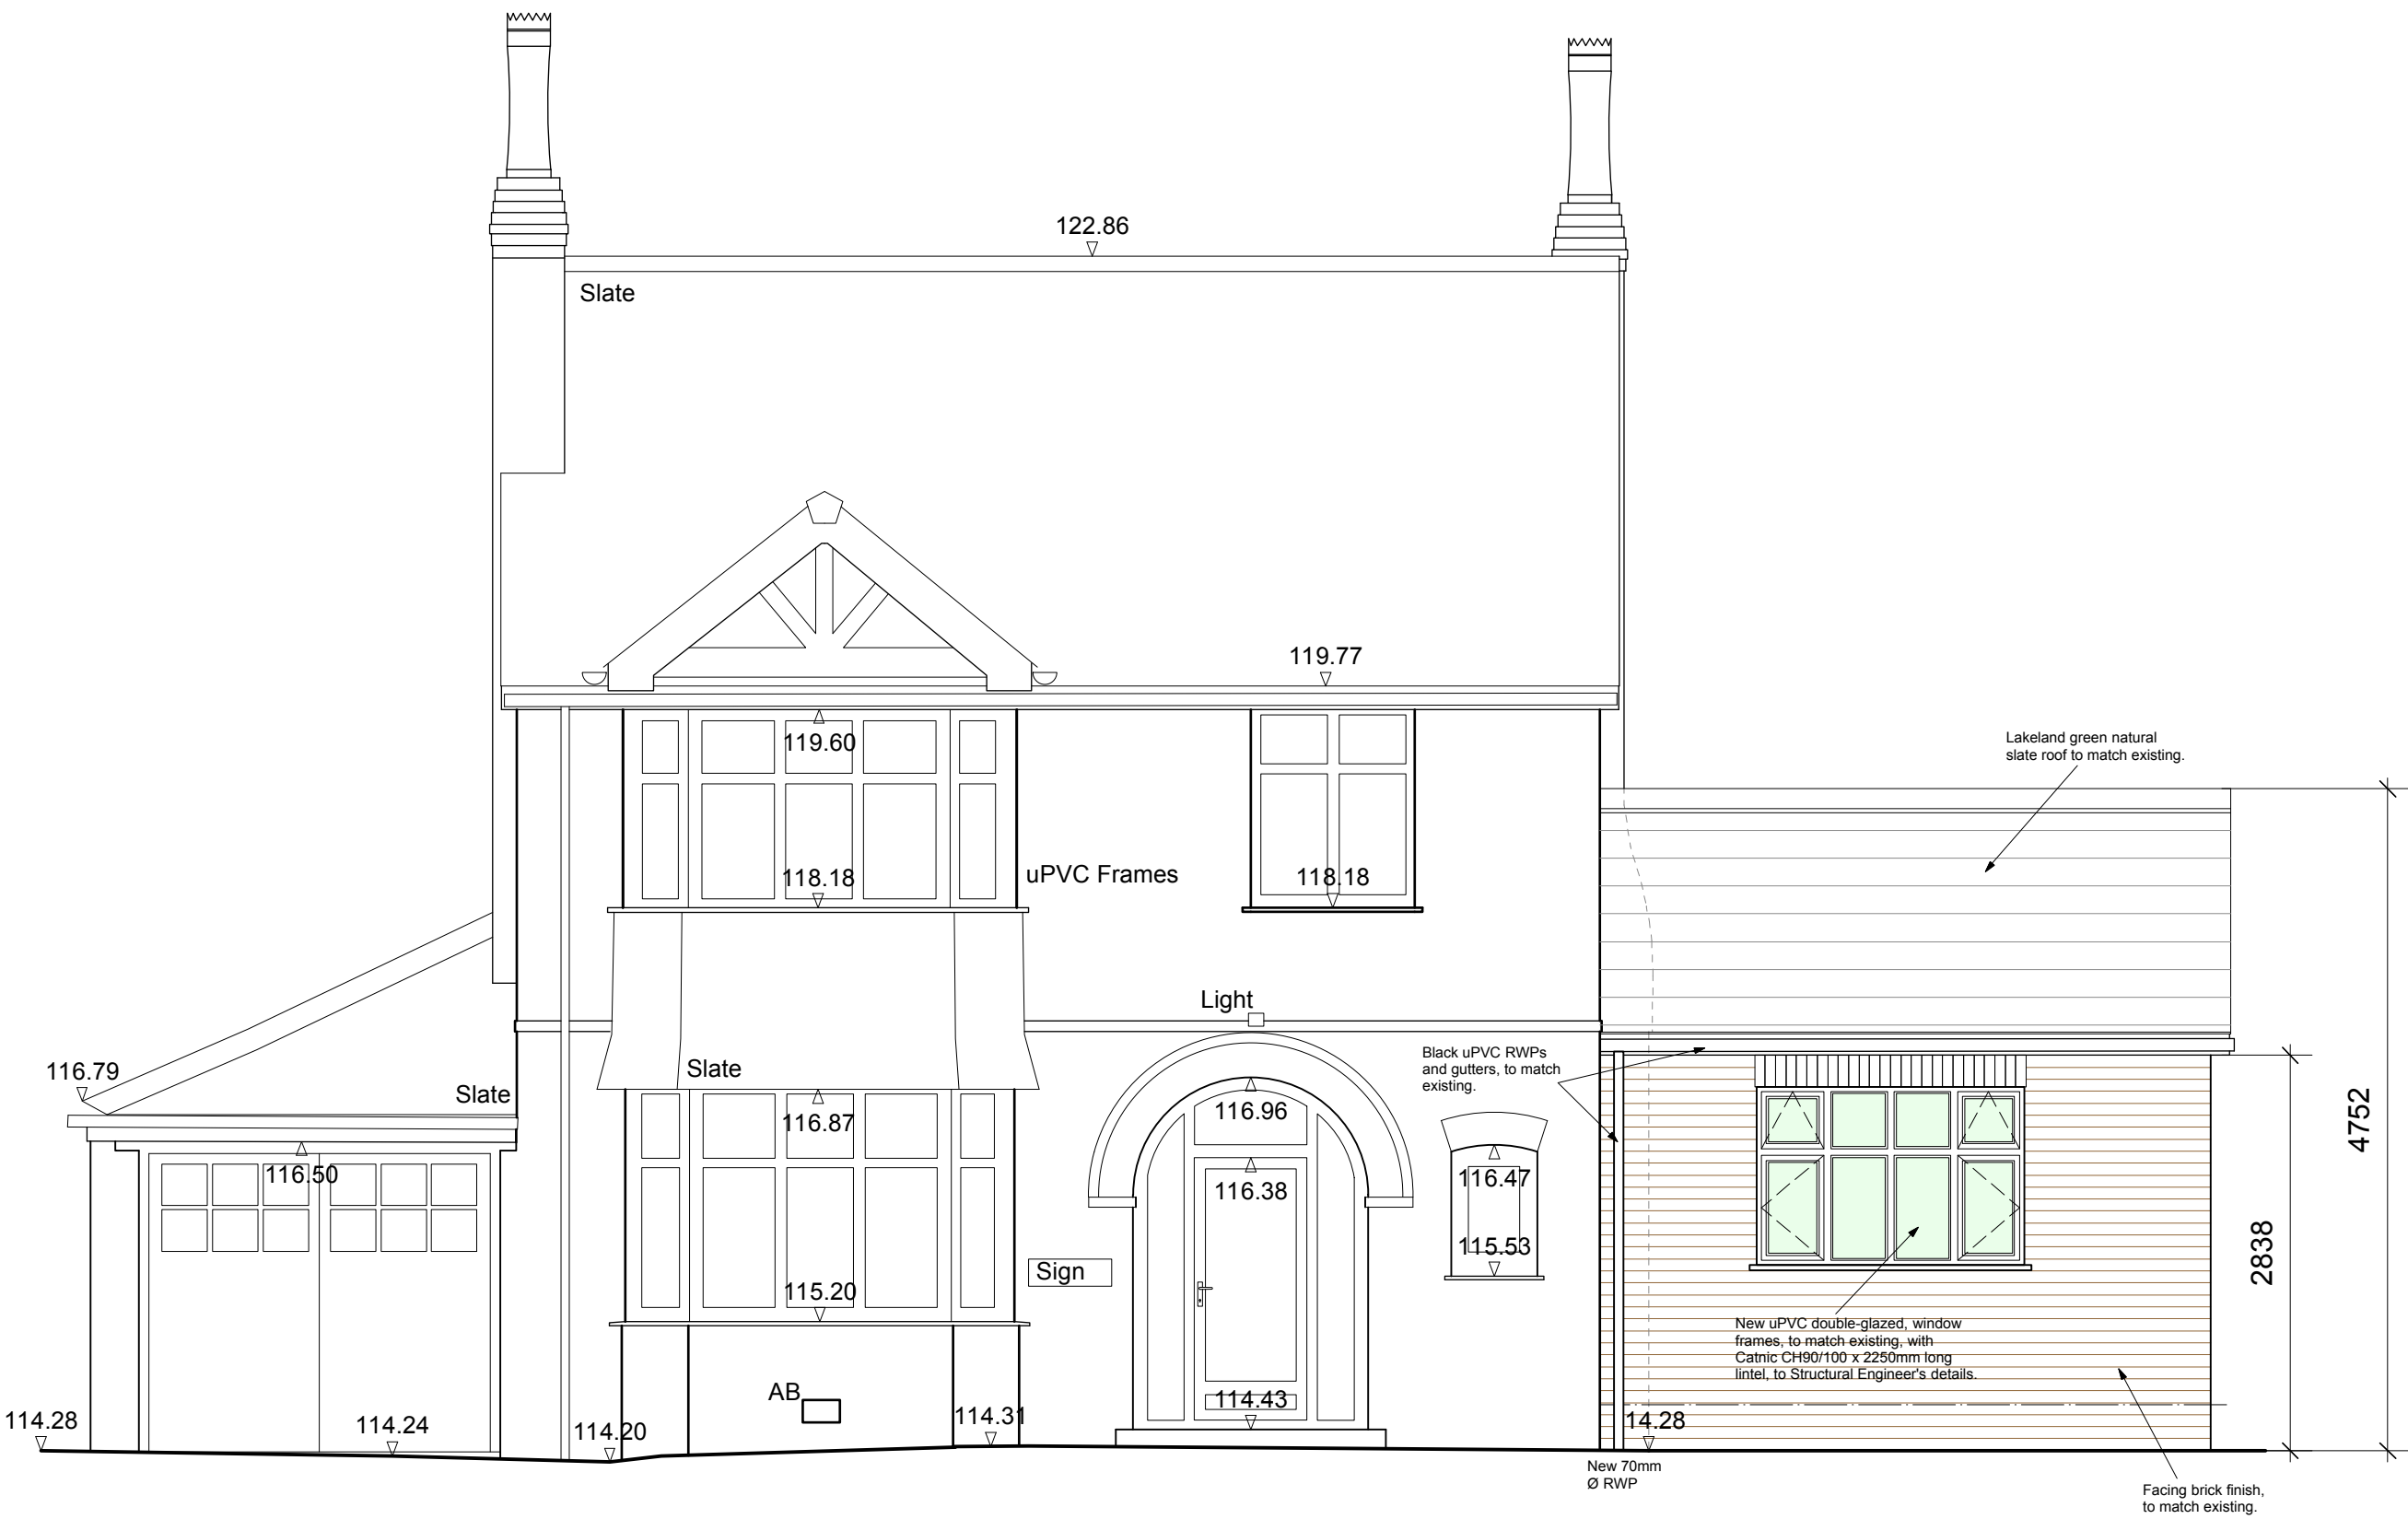 122.86
Slate
119.77
119.60
118.18
uPVC Frames
118.18
Lakeland green natural
slate roof to match existing.
Light
Slate
116.79
Slate
116.50
116.87
115.20
116.96
116.38
114.43
116.47
115.53
Black uPVC RWPs
and gutters, to match
existing.
Sign
AB
114.28
114.24
114.20
114.31
14.28
New uPVC double-glazed, window
frames, to match existing, with
Catnic CH90/100 x 2250mm long
lintel, to Structural Engineer's details.
New 70mm
Ø RWP
Facing brick finish,
to match existing.
2838
4752